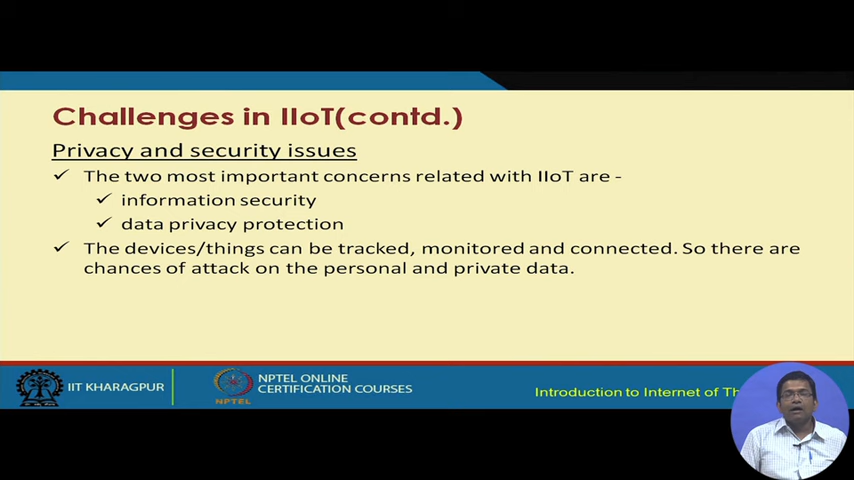 Challenges in IIoT(contd.)
Privacy and security issues
✓ The two most important concerns related with IIoT are -
✓ information security
✓ data privacy protection
✓ The devices/things can be tracked, monitored and connected. So there are
chances of attack on the personal and private data.
IIT KHARAGPUR
NPTEL
NPTEL ONLINE
CERTIFICATION COURSES
Introduction to Internet of